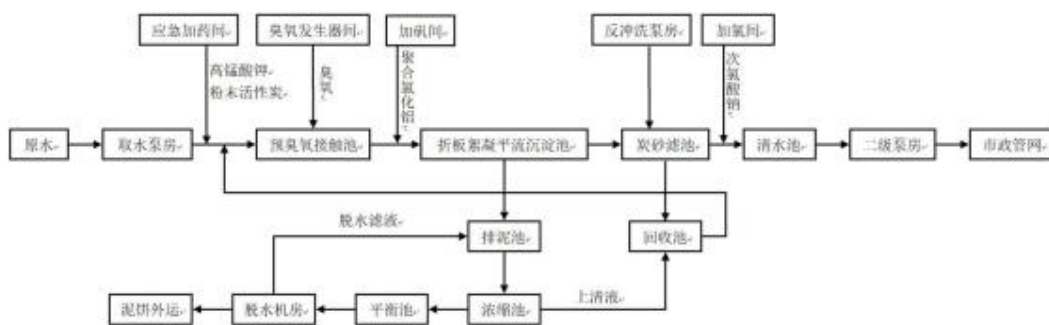 应急加药间
臭氧发生器间
加矾间
反冲洗泵房
加氯间
高锰酸钾
粉末活性炭
臭氧
聚合氯化铝
次氯酸钠
原水
取水泵房
预臭氧接触池
折板絮凝平流沉淀池
炭砂滤池
清水池
二级泵房
市政管网
脱水滤液
排泥池
回收池
泥饼外运
脱水机房
平衡池
浓缩池
上清液